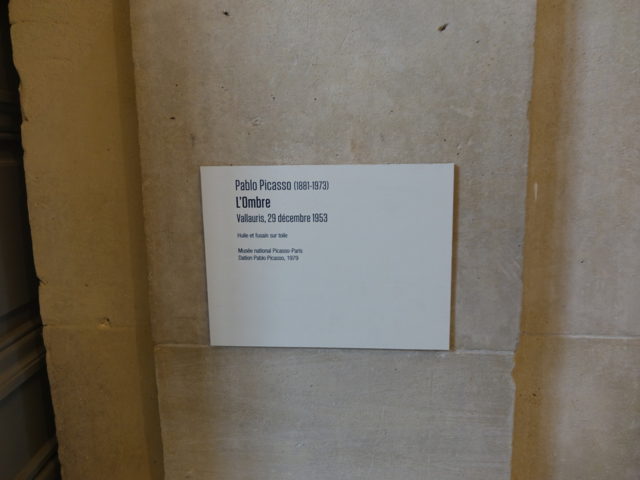 Pablo Picasso (1881-1973)
L'Ombre
Vallauris, 29 décembre 1953
Huile et fusain sur toile
Musée national Picasso-Paris
Dation Pablo Picasso, 1979